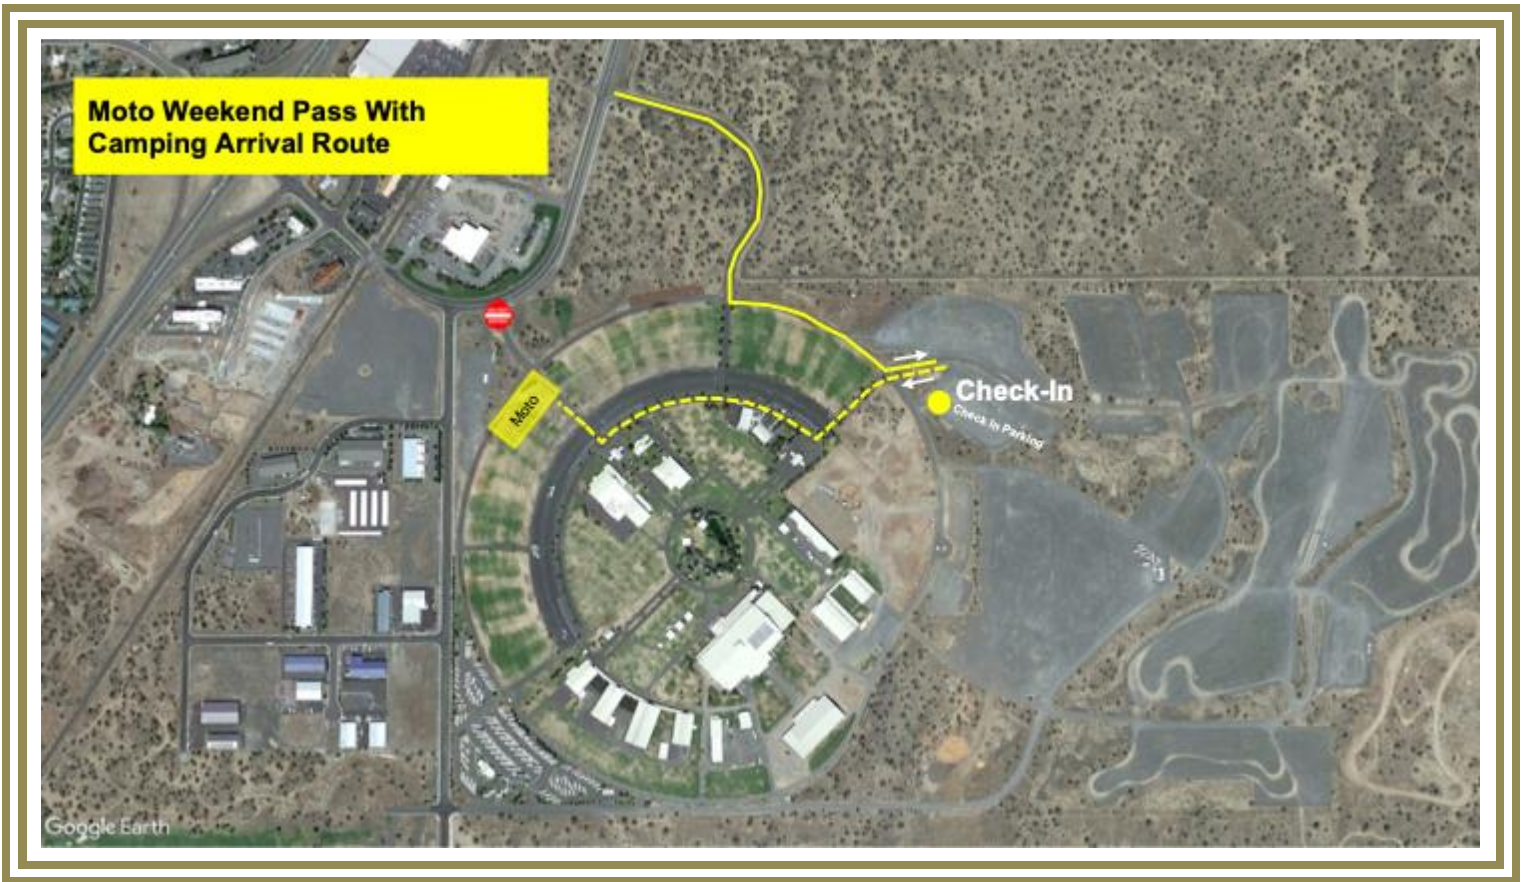 Moto Weekend Pass With
Camping Arrival Route
Moto
Check-In
Check In Parking
Google Earth